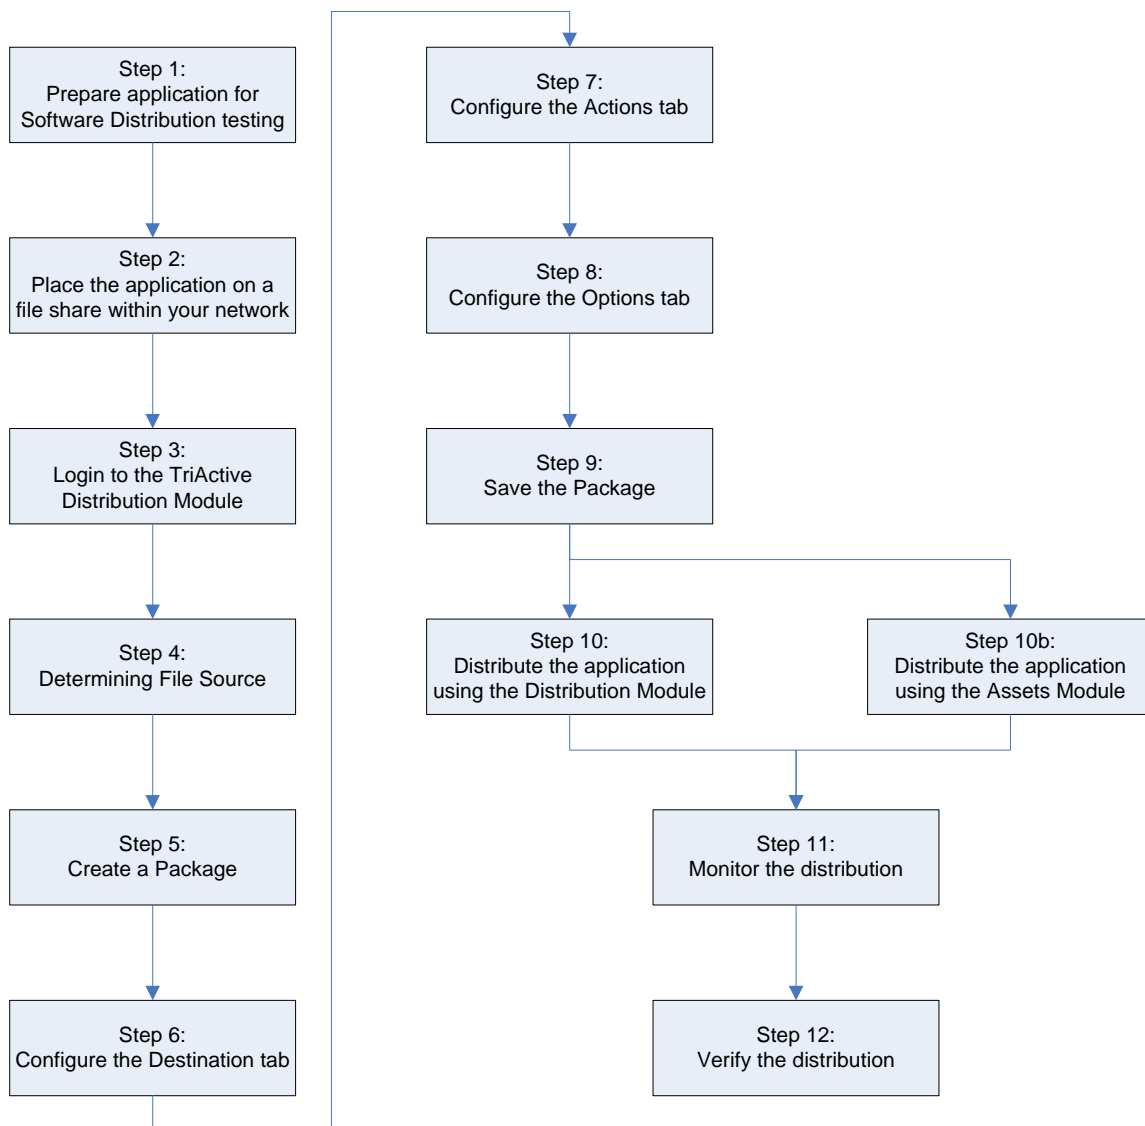 Step 1:
Prepare application for
Software Distribution testing
Step 2:
Place the application on a
file share within your network
Step 3:
Login to the TriActive
Distribution Module
Step 4:
Determining File Source
Step 5:
Create a Package
Step 6:
Configure the Destination tab
Step 7:
Configure the Actions tab
Step 8:
Configure the Options tab
Step 9:
Save the Package
Step 10:
Distribute the application
using the Distribution Module
Step 10b:
Distribute the application
using the Assets Module
Step 11:
Monitor the distribution
Step 12:
Verify the distribution